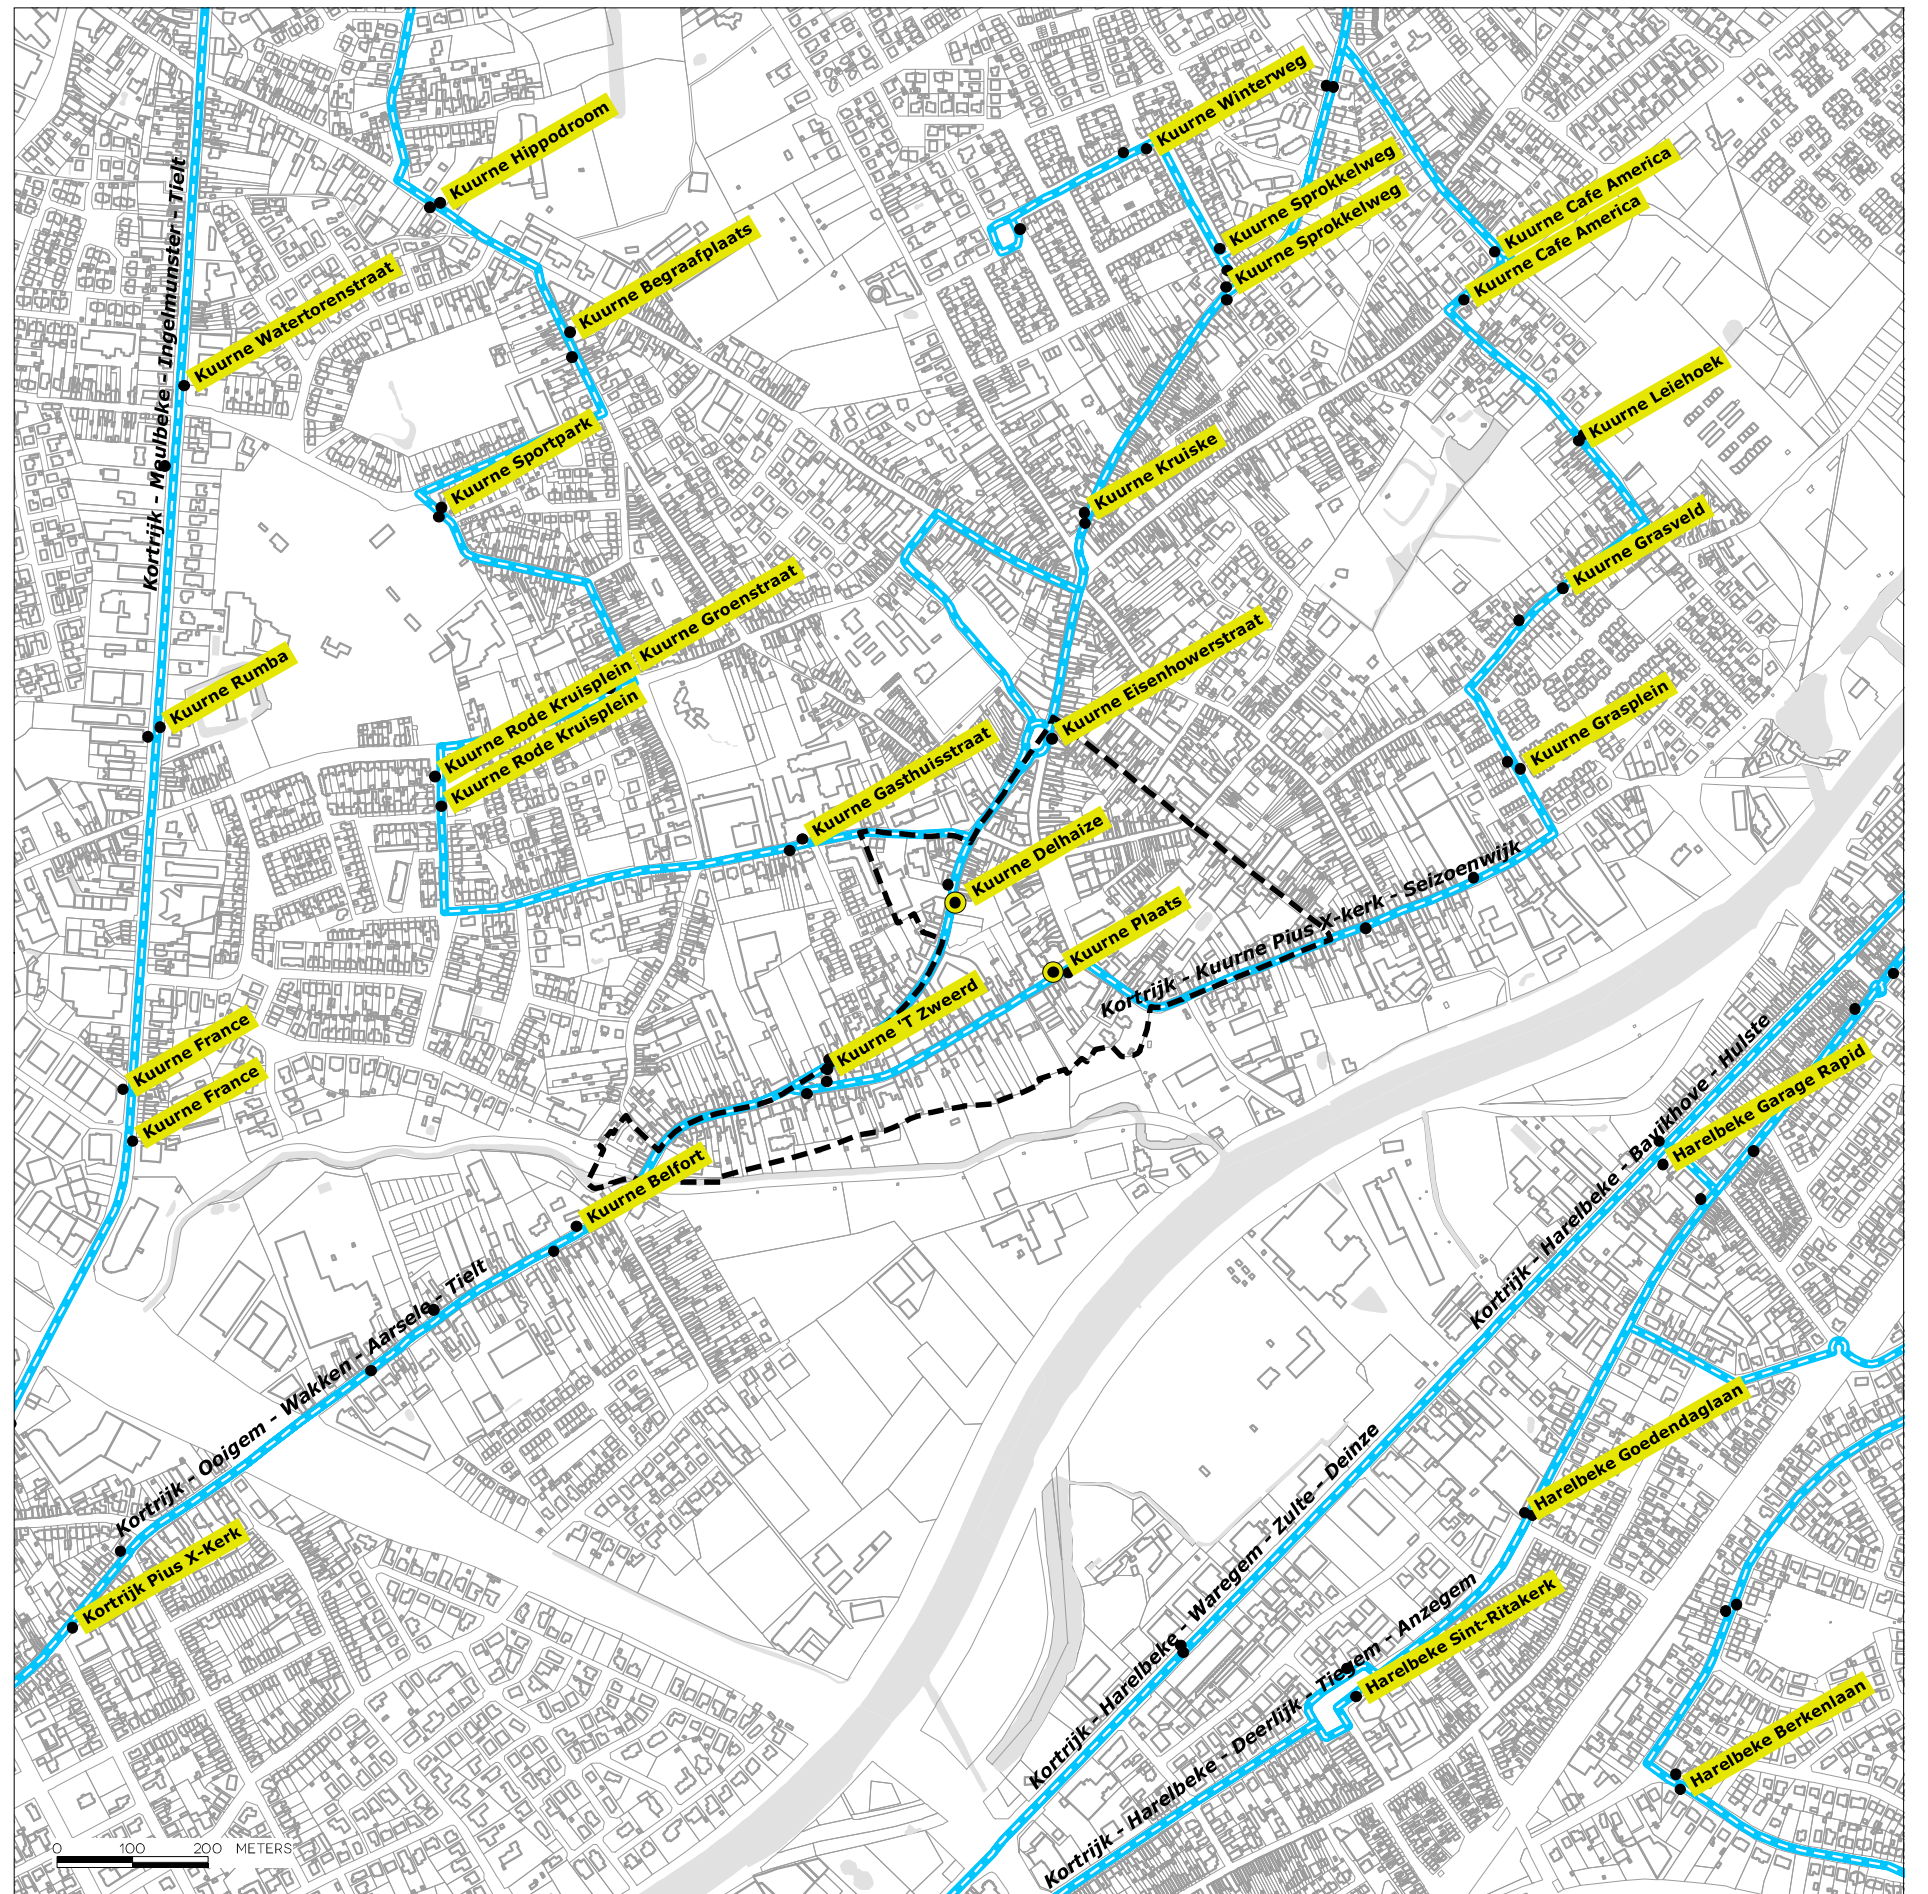 Kuurne Winterweg
Kuurne Hippodroom
Kuurne Sprokkelweg
Kuurne Cafe America
Kuurne Sprokkelweg
Kuurne Cafe America
Kuurne Begraafplaats
Kortrijk - Meulbeke - Ingelmunster - Tielt
Kuurne Watertorenstraat
Kuurne Leiehoek
Kuurne Sportpark
Kuurne Kruiske
Kuurne Grasveld
Kuurne Groenstraat
Kuurne Eisenhowerstraat
Kuurne Rumba
Kuurne Rode Kruisplein
Kuurne Rode Kruisplein
Kuurne Grasplein
Kuurne Gasthuisstraat
Kuurne Delhaize
Kortrijk - Kuurne Pius X-kerk - Seizoenwijk
Kuurne Plaats
Kuurne 'T Zweerd
Kuurne France
Kuurne France
Kortrijk - Harelbeke - Bavikhove - Hulste
Harelbeke Garage Rapid
Kuurne Belfort
Kortrijk - Ooigem - Wakken - Aarsele - Tielt
Harelbeke Goedendaglaan
Kortrijk - Harelbeke - Waregem - Zulte - Deinze
Kortrijk Pius X-Kerk
Kortrijk - Harelbeke - Deerlijk - Tiegem - Anzegem
Harelbeke Sint-Ritakerk
Harelbeke Berkenlaan
0 100 200 METERS